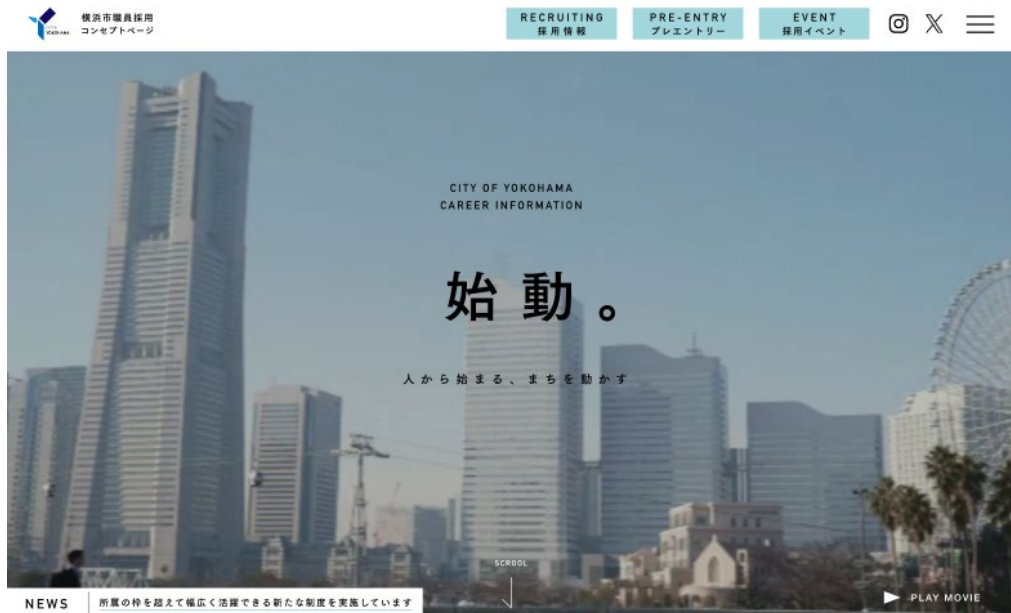 CITY OF YOKOHAMA
横浜市職員採用
コンセプトページ
RECRUITING
採用情報
PRE-ENTRY
プレエントリー
EVENT
採用イベント
CITY OF YOKOHAMA
CAREER INFORMATION
始動。
人から始まる、まちを動かす
SCROOL
NEWS
所属の枠を超えて幅広く活躍できる新たな制度を実施しています
PLAY MOVIE